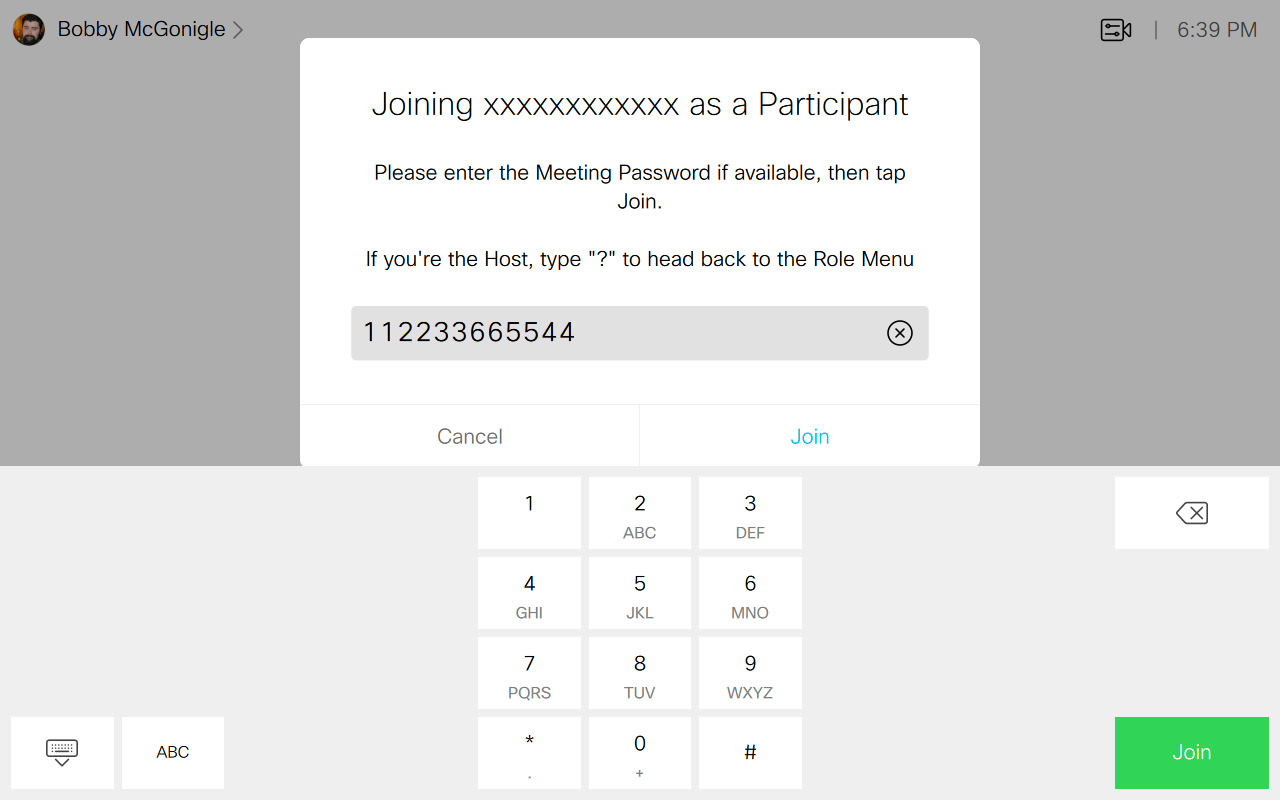 Bobby McGonigle
6:39 PM
Joining xxxxxxxxxxxx as a Participant
Please enter the Meeting Password if available, then tap
Join.
If you're the Host, type "?" to head back to the Role Menu
112233665544
Cancel
Join
1
2
3
ABC
DEF
4
5
6
GHI
JKL
MNO
7
8
9
PQRS
TUV
WXYZ
ABC
*
0
#
.
+
Join